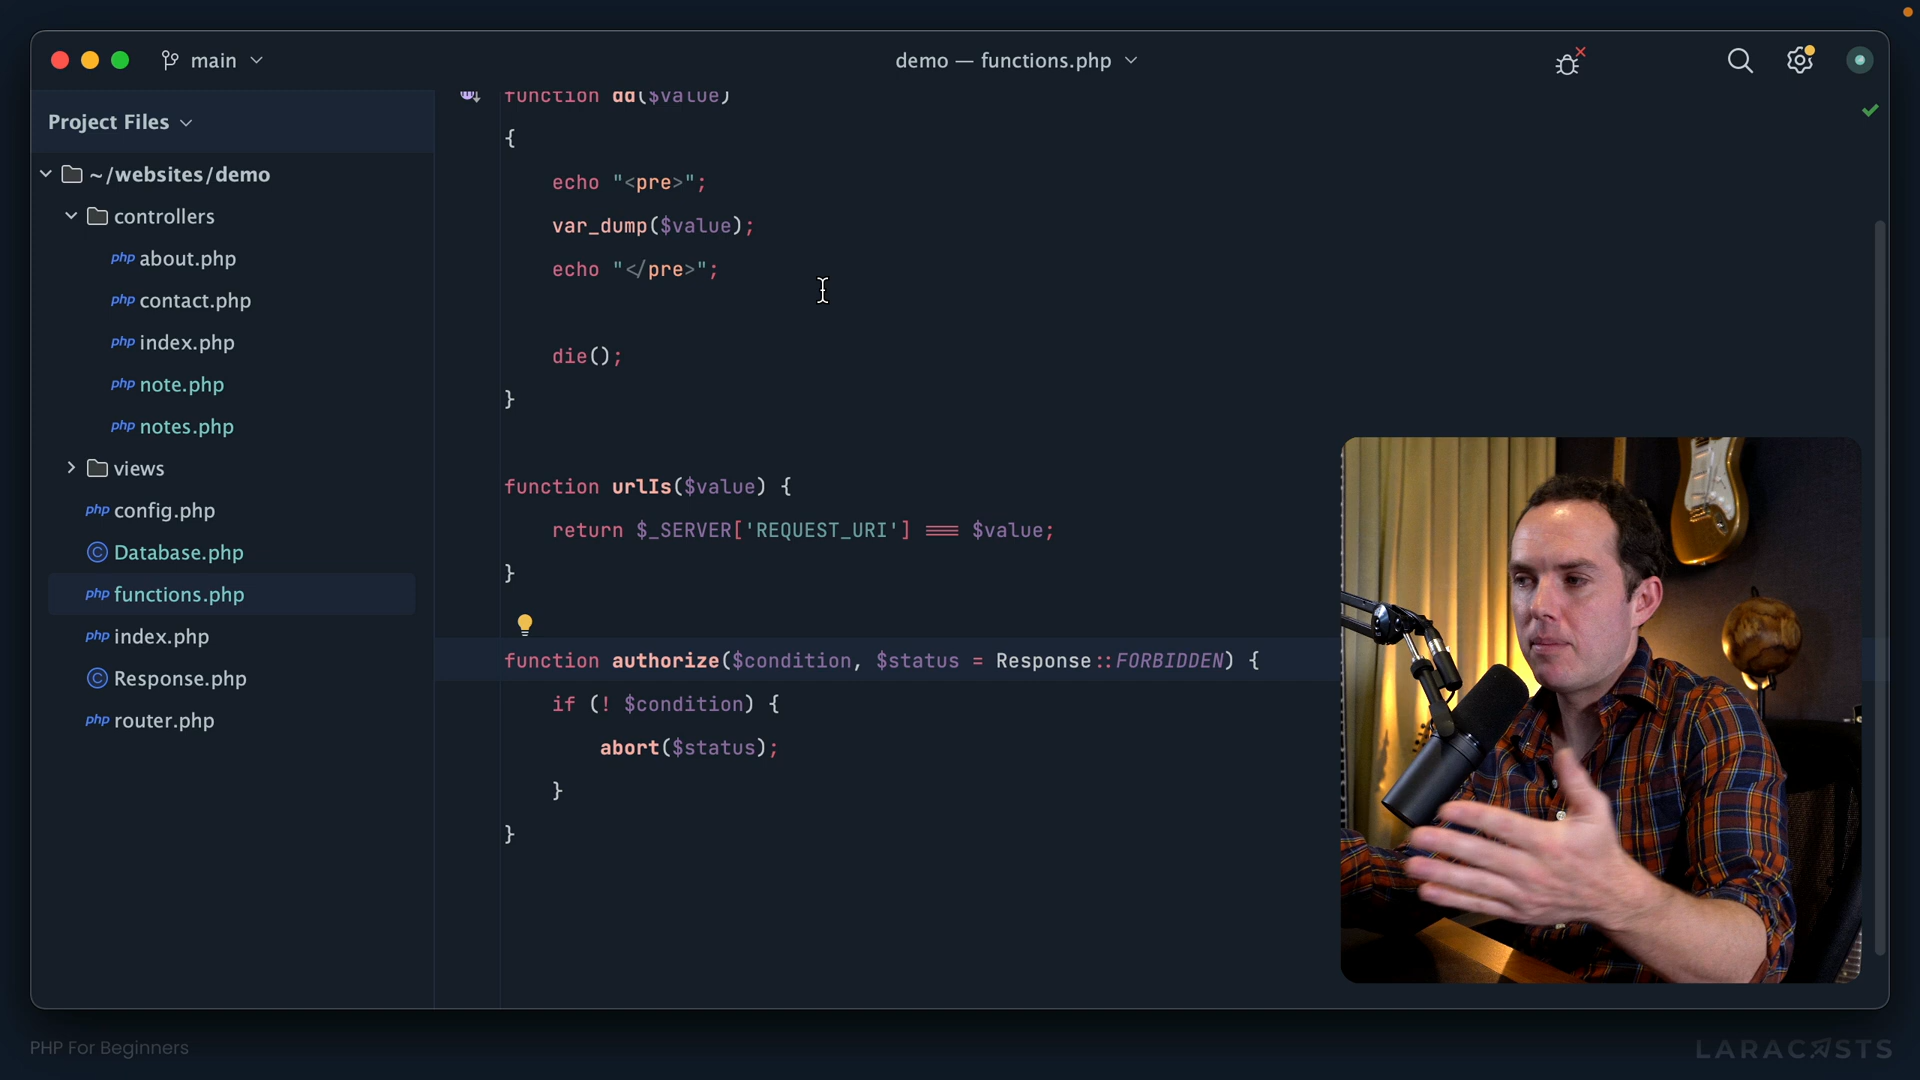 main
demo — functions.php
Project Files
~/websites/demo
controllers
php about.php
php contact.php
php index.php
php note.php
php notes.php
views
php config.php
C Database.php
php functions.php
php index.php
C Response.php
php router.php
function dd($value)
{
echo "<pre>";
var_dump($value);
echo "</pre>";
die();
}
function urlIs($value) {
return $_SERVER['REQUEST_URI'] === $value;
}
function authorize($condition, $status = Response::FORBIDDEN) {
if (! $condition) {
abort($status);
}
}
PHP For Beginners
LARACASTS